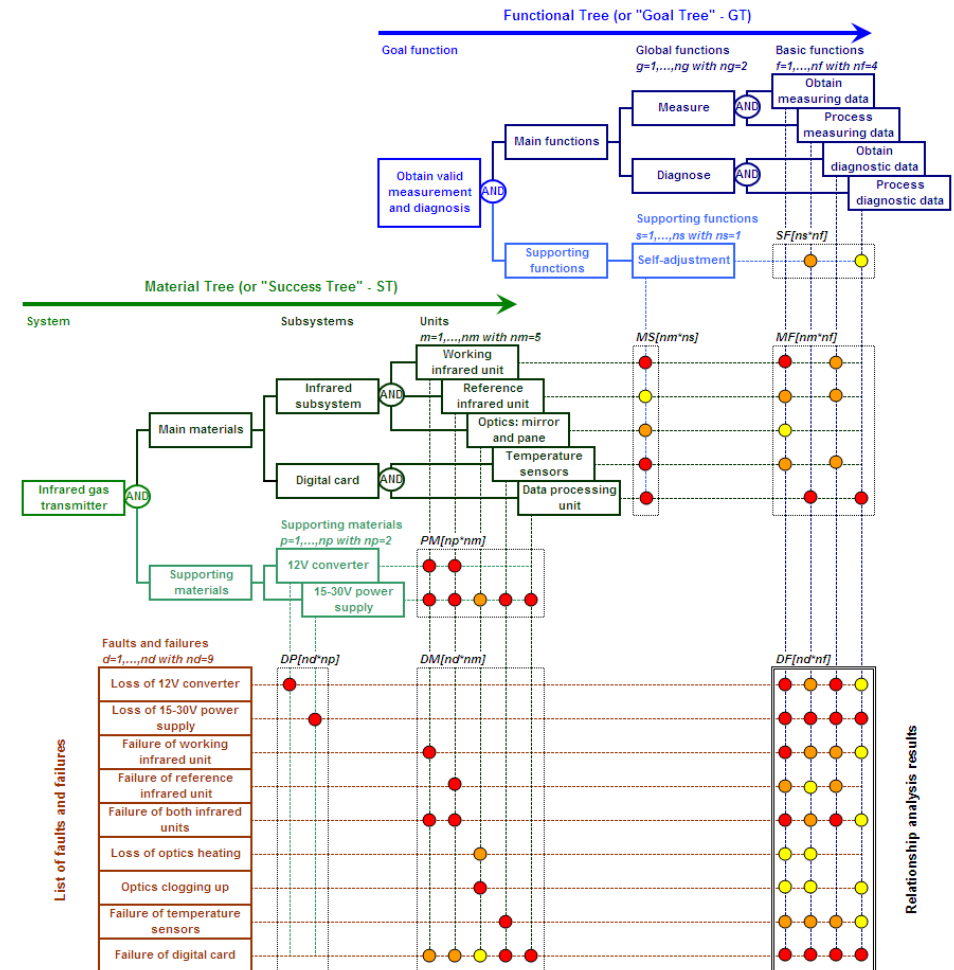 Functional Tree (or "Goal Tree" - GT)
Goal function
Global functions
g=1,...,ng with ng=2
Basic functions
f=1,...,nf with nf=4
Obtain
measuring data
Measure
AND
Process
measuring data
Main functions
Obtain
diagnostic data
Obtain valid
measurement
and diagnosis
AND
Diagnose
AND
Process
diagnostic data
Supporting functions
s=1,...,ns with ns=1
SF[ns*nf]
Supporting
functions
Self-adjustment
Material Tree (or "Success Tree" - ST)
System
Subsystems
Units
m=1,...,nm with nm=5
MS[nm*ns]
MF[nm*nf]
Working
infrared unit
Infrared
subsystem
AND
Reference
infrared unit
Main materials
Optics: mirror
and pane
Temperature
sensors
Digital card
AND
Data processing
unit
Infrared gas
transmitter
AND
Supporting materials
p=1,...,np with np=2
PM[np*nm]
12V converter
Supporting
materials
15-30V power
supply
Faults and failures
d=1,...,nd with nd=9
DP[nd*np]
DM[nd*nm]
DF[nd*nf]
Loss of 12V converter
Loss of 15-30V power
supply
Failure of working
infrared unit
Failure of reference
infrared unit
Failure of both infrared
units
Loss of optics heating
Optics clogging up
Failure of temperature
sensors
Failure of digital card
List of faults and failures
Relationship analysis results